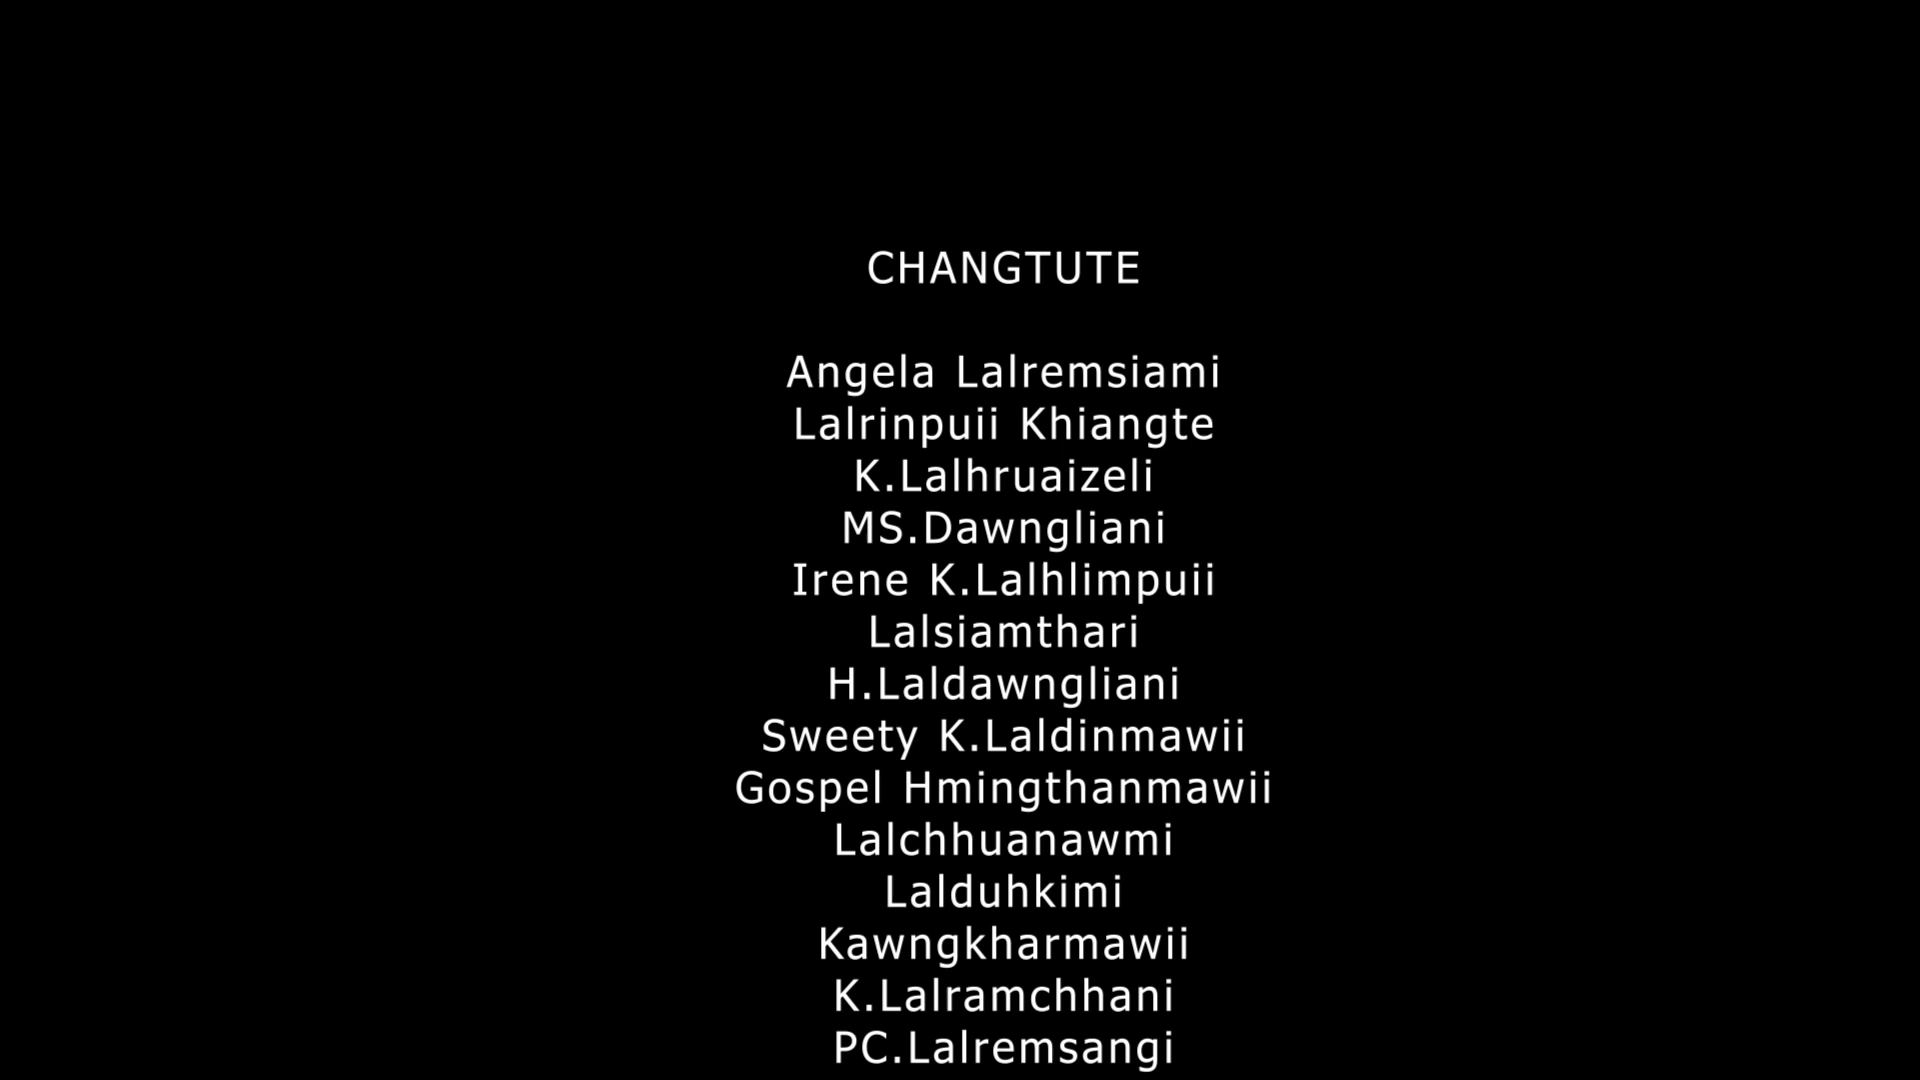 CHANGTUTE
Angela Lalremsiami
Lalrinpuii Khiangte
K.Lalhruaizeli
MS.Dawngliani
Irene K.Lalhlimpuii
Lalsiamthari
H.Laldawngliani
Sweety K.Laldinmawii
Gospel Hmingthanmawii
Lalchhuanawmi
Lalduhkimi
Kawngkharmawii
K.Lalramchhani
PC.Lalremsangi